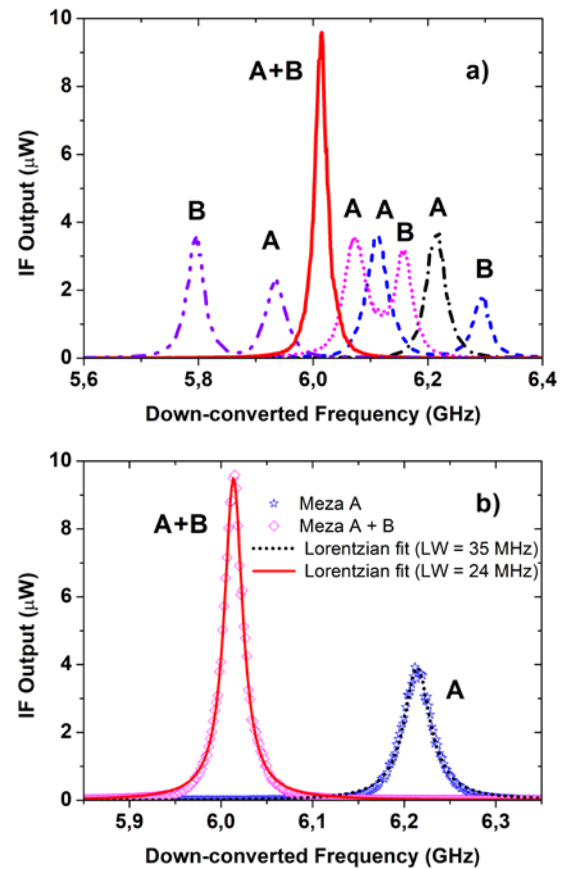 a)
A+B
B
A
A
A
B
A
B
10
8
6
4
2
0
IF Output (µW)
5,6 5,8 6,0 6,2 6,4
Down-converted Frequency (GHz)
b)
A+B
Meza A
Meza A + B
Lorentzian fit (LW = 35 MHz)
Lorentzian fit (LW = 24 MHz)
A
10
8
6
4
2
0
IF Output (µW)
5,9 6,0 6,1 6,2 6,3
Down-converted Frequency (GHz)